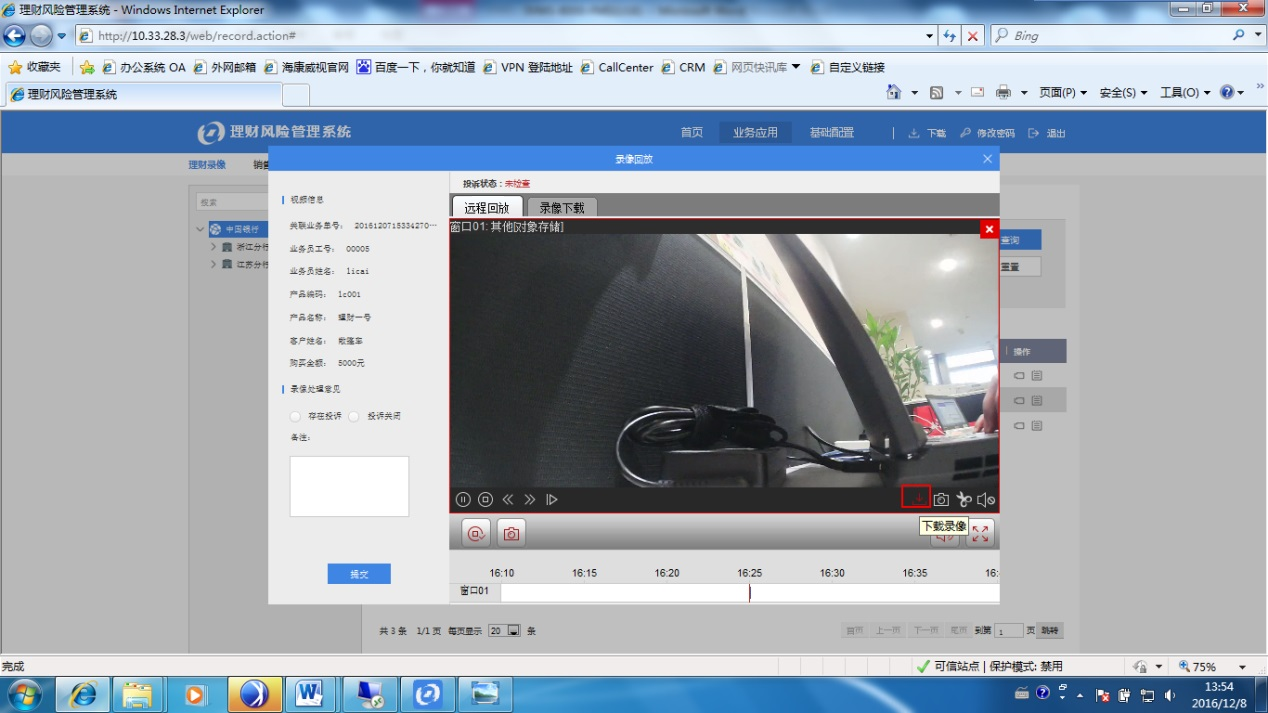 理财风险管理系统 - Windows Internet Explorer
http://10.33.28.3/web/record.action#
Bing
收藏夹 办公系统 OA 外网邮箱 海康威视官网 百度一下，你就知道 VPN 登陆地址 CallCenter CRM 网页快讯库 自定义链接
理财风险管理系统
页面(P) 安全(S) 工具(O)
理财风险管理系统 首页 业务应用 基础配置 下载 修改密码 退出
理财录像 销售
录像回放
搜索
中国银行
浙江分行
江苏分行
视频信息
关联业务单号： 2016120715334270…
业务员工号： 00005
业务员姓名： licai
产品编码： lc001
产品名称： 理财一号
客户姓名：
购买金额： 5000元
录像处理意见
存在投诉 投诉关闭
备注：
提交
投诉状态：未检查
远程回放 录像下载
窗口01: 其他[对象存储]
下载录像
16:10 16:15 16:20 16:25 16:30 16:35 16:
窗口01
查询
重置
操作
共 3 条 1/1 页 每页显示 20 条
首页 上一页 下一页 尾页 到第 1 页 跳转
完成
可信站点 | 保护模式: 禁用
75%
13:54
2016/12/8